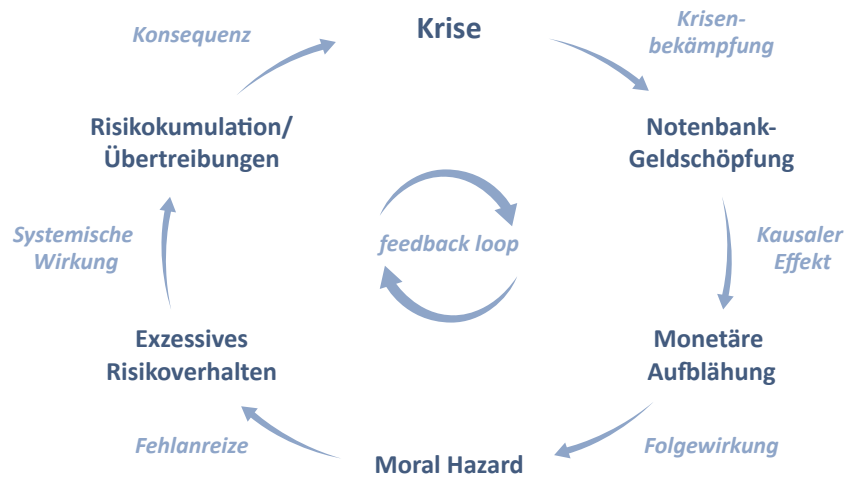 Krise
Krisen-
bekämpfung
Notenbank-
Geldschöpfung
Kausaler
Effekt
Monetäre
Aufblähung
Folgewirkung
Moral Hazard
Fehlanreize
Exzessives
Risikoverhalten
Systemische
Wirkung
Risikokumulation/
Übertreibungen
Konsequenz
feedback loop